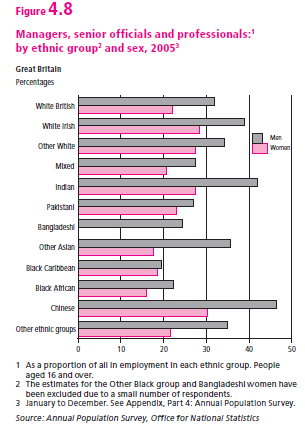 Figure 4.8
Managers, senior officials and professionals:1
by ethnic group2 and sex, 20053
Great Britain
Percentages
White British
White Irish
Other White
Mixed
Indian
Pakistani
Bangladeshi
Other Asian
Black Caribbean
Black African
Chinese
Other ethnic groups
Men
Women
0 10 20 30 40 50
1 As a proportion of all in employment in each ethnic group. People
aged 16 and over.
2 The estimates for the Other Black group and Bangladeshi women have
been excluded due to a small number of respondents.
3 January to December. See Appendix, Part 4: Annual Population Survey.
Source: Annual Population Survey, Office for National Statistics